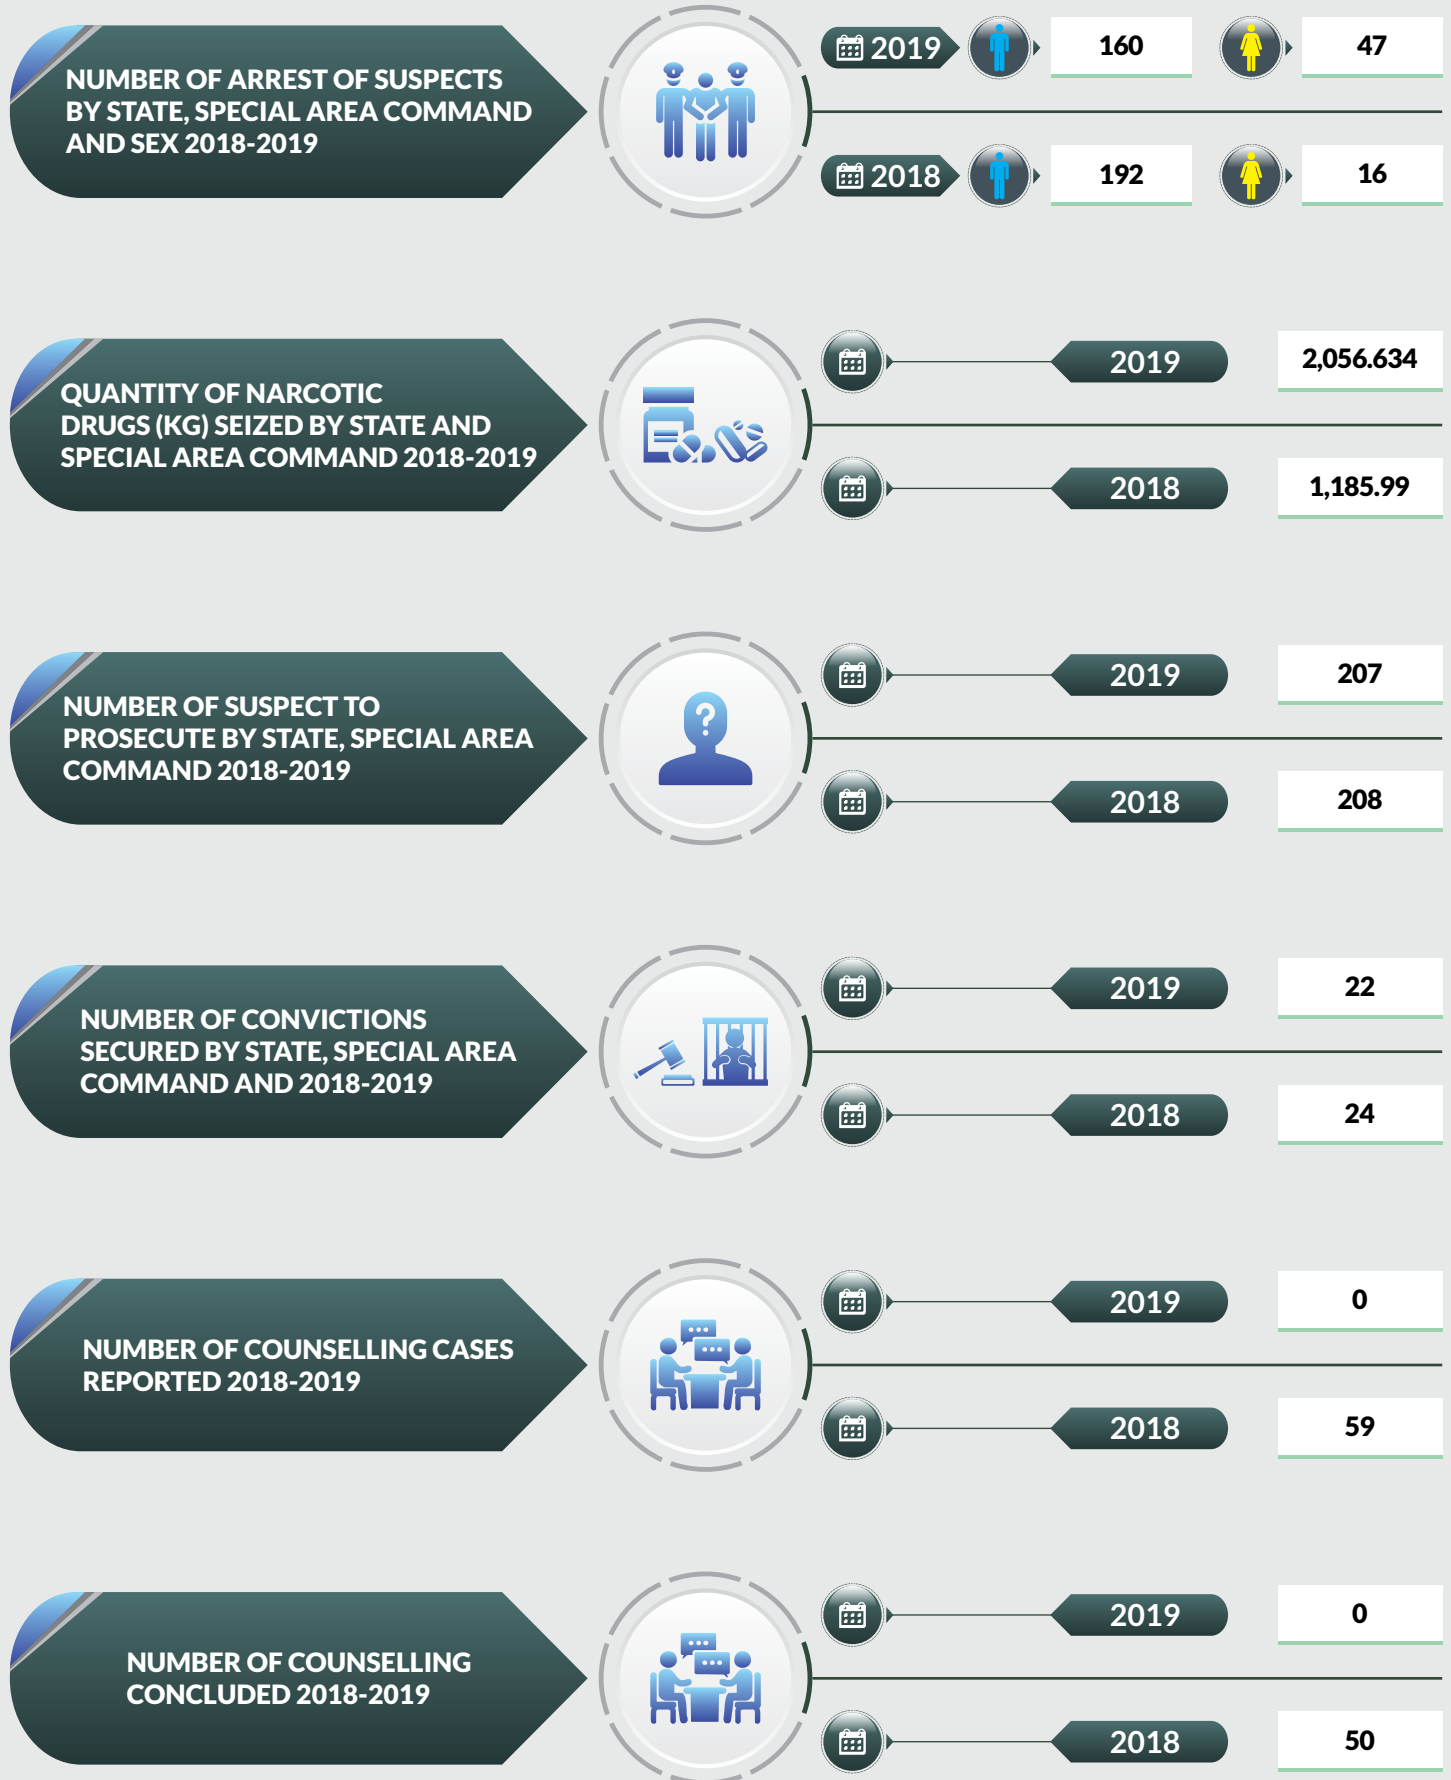 NUMBER OF ARREST OF SUSPECTS
BY STATE, SPECIAL AREA COMMAND
AND SEX 2018-2019
2019
160
47
2018
192
16
QUANTITY OF NARCOTIC
DRUGS (KG) SEIZED BY STATE AND
SPECIAL AREA COMMAND 2018-2019
2019
2,056.634
2018
1,185.99
NUMBER OF SUSPECT TO
PROSECUTE BY STATE, SPECIAL AREA
COMMAND 2018-2019
?
2019
207
2018
208
NUMBER OF CONVICTIONS
SECURED BY STATE, SPECIAL AREA
COMMAND AND 2018-2019
2019
22
2018
24
NUMBER OF COUNSELLING CASES
REPORTED 2018-2019
2019
0
2018
59
NUMBER OF COUNSELLING
CONCLUDED 2018-2019
2019
0
2018
50